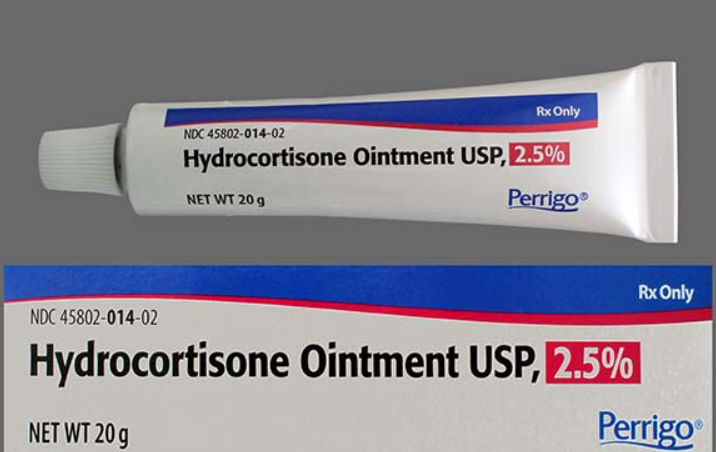 Rx Only
NDC 45802-014-02
Hydrocortisone Ointment USP, 2.5%
NET WT 20 g
Perrigo®
Rx Only
NDC 45802-014-02
Hydrocortisone Ointment USP, 2.5%
NET WT 20 g
Perrigo®